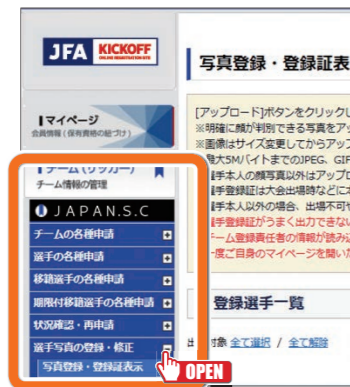 JFA KICKOFF
ONLINE REGISTRATION SITE
写真登録・登録証表
マイページ
会員情報(保有資格の紐づけ)
[アップロード]ボタンをクリックし
※明確に顔が判別できる写真をアッ
※画像はサイズ変更してからアップ
最大5Mバイトまでの JPEG、GIF
手本人の顔写真以外はアップロ
手登録証は大会出場時などに本
手本人以外の場合、出場不可
手登録証がうまく出力できない
ーム登録責任者の情報が読み込
度ご自身のマイページを開いた
チーム(サッカー)
チーム情報の管理
JAPAN.S.C
チームの各種申請
選手の各種申請
移籍選手の各種申請
期限付移籍選手の各種申請
状況確認・再申請
選手写真の登録・修正
写真登録・登録証表示
OPEN
登録選手一覧
対象 全て選択 / 全て解除